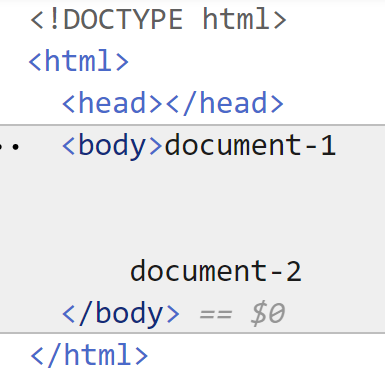 <!DOCTYPE html>
<html>
<head></head>
<body>document-1
document-2
</body> == $0
</html>